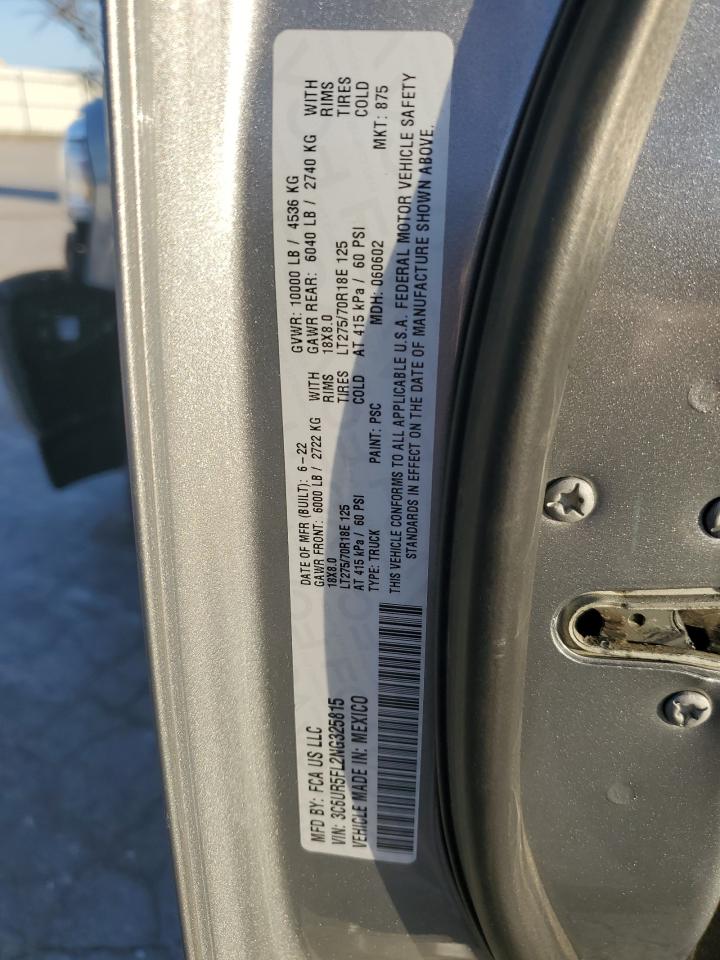 MFD BY: FCA US LLC
DATE OF MFR (BUILT): 6-22
GVWR: 10000 LB / 4536 KG
VIN: 3C6UR5FL2NG325815
GAWR FRONT: 6000 LB / 2722 KG WITH
GAWR REAR: 6040 LB / 2740 KG WITH
18X8.0 RIMS
18X8.0 RIMS
VEHICLE MADE IN: MEXICO
LT275/70R18E 125 TIRES
LT275/70R18E 125 TIRES
AT 415 kPa / 60 PSI COLD
AT 415 kPa / 60 PSI COLD
TYPE: TRUCK PAINT: PSC MDH: 060602 MKT: 875
THIS VEHICLE CONFORMS TO ALL APPLICABLE U.S.A. FEDERAL MOTOR VEHICLE SAFETY
STANDARDS IN EFFECT ON THE DATE OF MANUFACTURE SHOWN ABOVE.